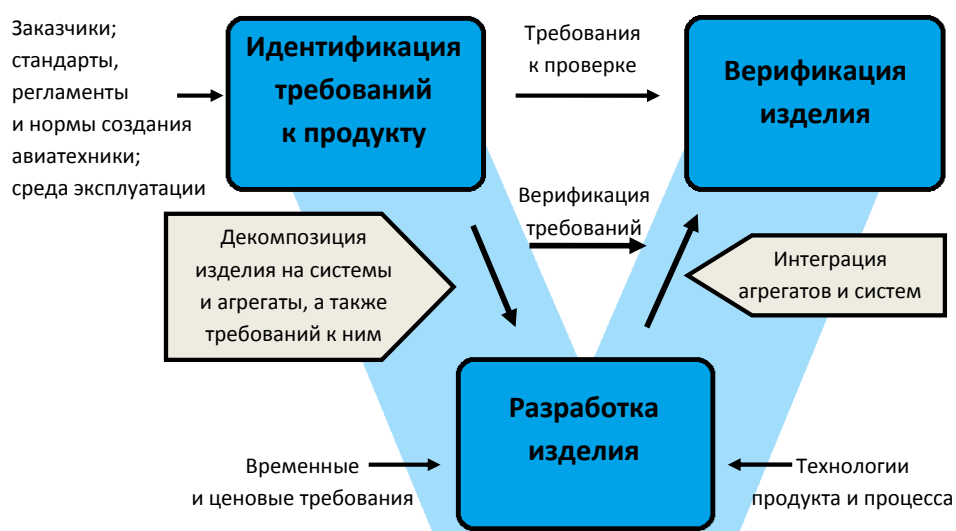 Заказчики;
стандарты,
регламенты
и нормы создания
авиатехники;
среда эксплуатации
Идентификация
требований
к продукту
Требования
к проверке
Верификация
изделия
Верификация
требований
Декомпозиция
изделия на системы
и агрегаты, а также
требований к ним
Интеграция
агрегатов и систем
Разработка
изделия
Временные
и ценовые требования
Технологии
продукта и процесса